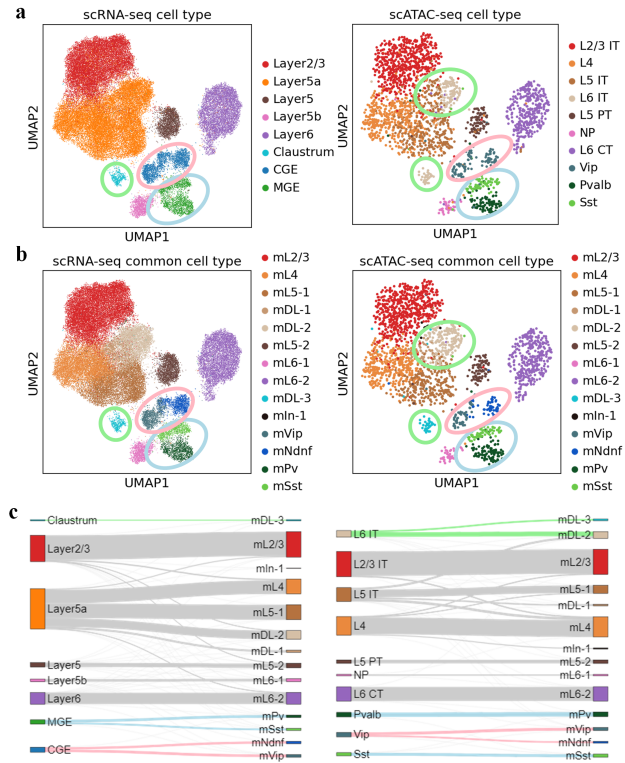 a
scRNA-seq cell type
UMAP2
UMAP1
Layer2/3
Layer5a
Layer5
Layer5b
Layer6
Claustrum
CGE
MGE
scATAC-seq cell type
UMAP2
UMAP1
L2/3 IT
L4
L5 IT
L6 IT
L5 PT
NP
L6 CT
Vip
Pvalb
Sst
b
scRNA-seq common cell type
UMAP2
UMAP1
mL2/3
mL4
mL5-1
mDL-1
mDL-2
mL5-2
mL6-1
mL6-2
mDL-3
mIn-1
mVip
mNdnf
mPv
mSst
scATAC-seq common cell type
UMAP2
UMAP1
mL2/3
mL4
mL5-1
mDL-1
mDL-2
mL5-2
mL6-1
mL6-2
mDL-3
mIn-1
mVip
mNdnf
mPv
mSst
c
Claustrum
Layer2/3
Layer5a
Layer5
Layer5b
Layer6
MGE
CGE
mDL-3
mL2/3
mIn-1
mL4
mL5-1
mDL-2
mDL-1
mL5-2
mL6-1
mL6-2
mPv
mSst
mNdnf
mVip
L6 IT
L2/3 IT
L5 IT
L4
L5 PT
NP
L6 CT
Pvalb
Vip
Sst
mDL-3
mDL-2
mL2/3
mL5-1
mDL-1
mL4
mIn-1
mL5-2
mL6-1
mL6-2
mPv
mVip
mNdnf
mSst